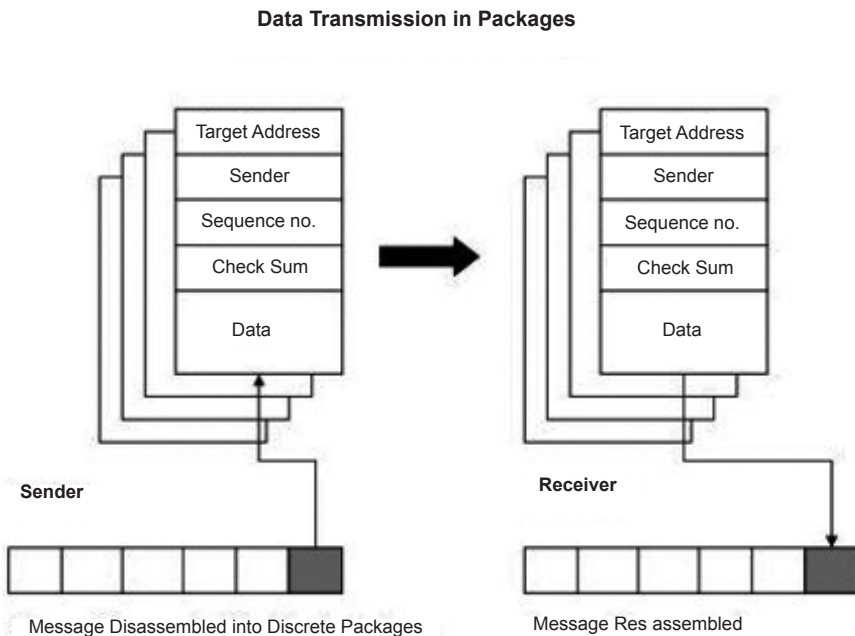 Data Transmission in Packages
Target Address
Sender
Sequence no.
Check Sum
Data
Target Address
Sender
Sequence no.
Check Sum
Data
Sender
Receiver
Message Disassembled into Discrete Packages
Message Res assembled